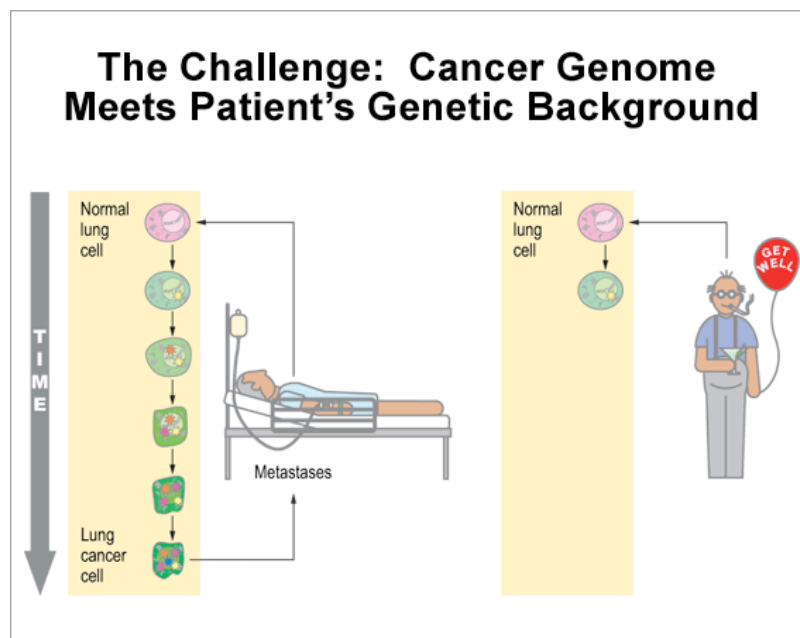 The Challenge:  Cancer Genome
Meets Patient's Genetic Background
TIME
Normal
lung
cell
Metastases
Lung
cancer
cell
Normal
lung
cell
GET
WELL